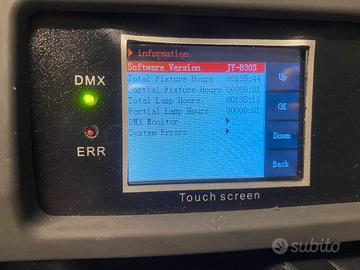 information
Software Version JY-B303
Total Fixture Hours 00135:44
Partial Fixture Hours 00000:01
Total Lamp Hours 00135:18
Partial Lamp Hours 00000:01
DMX Monitor
System Errors
Up
OK
Down
Back
DMX
ERR
Touch screen
subito